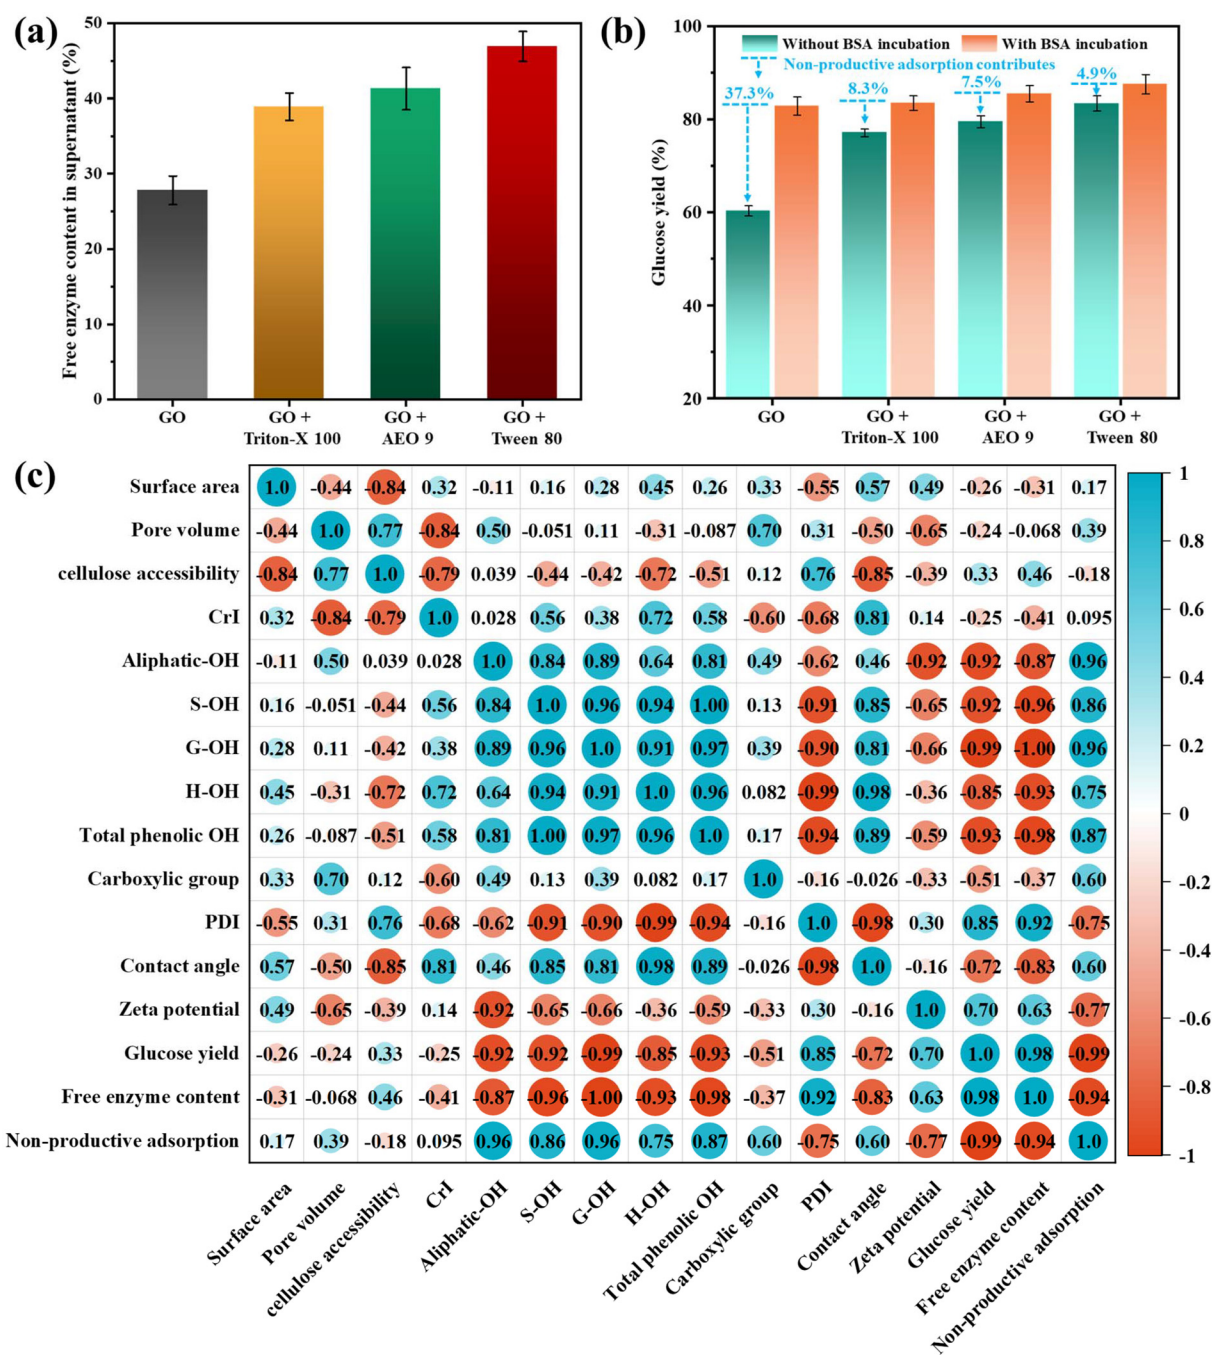 (a)
Free enzyme content in supernatant (%)
50
40
30
20
10
0
GO
GO +
Triton-X 100
GO +
AEO 9
GO +
Tween 80
(b)
Glucose yield (%)
100
80
60
40
20
Without BSA incubation
With BSA incubation
Non-productive adsorption contributes
37.3%
8.3%
7.5%
4.9%
GO
GO +
Triton-X 100
GO +
AEO 9
GO +
Tween 80
(c)
Surface area 1.0 -0.44 -0.84 0.32 -0.11 0.16 0.28 0.45 0.26 0.33 -0.55 0.57 0.49 -0.26 -0.31 0.17
Pore volume -0.44 1.0 0.77 -0.84 0.50 -0.051 0.11 -0.31 -0.087 0.70 0.31 -0.50 -0.65 -0.24 -0.068 0.39
cellulose accessibility -0.84 0.77 1.0 -0.79 0.039 -0.44 -0.42 -0.72 -0.51 0.12 0.76 -0.85 -0.39 0.33 0.46 -0.18
CrI 0.32 -0.84 -0.79 1.0 0.028 0.56 0.38 0.72 0.58 -0.60 -0.68 0.81 0.14 -0.25 -0.41 0.095
Aliphatic-OH -0.11 0.50 0.039 0.028 1.0 0.84 0.89 0.64 0.81 0.49 -0.62 0.46 -0.92 -0.92 -0.87 0.96
S-OH 0.16 -0.051 -0.44 0.56 0.84 1.0 0.96 0.94 1.00 0.13 -0.91 0.85 -0.65 -0.92 -0.96 0.86
G-OH 0.28 0.11 -0.42 0.38 0.89 0.96 1.0 0.91 0.97 0.39 -0.90 0.81 -0.66 -0.99 -1.00 0.96
H-OH 0.45 -0.31 -0.72 0.72 0.64 0.94 0.91 1.0 0.96 0.082 -0.99 0.98 -0.36 -0.85 -0.93 0.75
Total phenolic OH 0.26 -0.087 -0.51 0.58 0.81 1.00 0.97 0.96 1.0 0.17 -0.94 0.89 -0.59 -0.93 -0.98 0.87
Carboxylic group 0.33 0.70 0.12 -0.60 0.49 0.13 0.39 0.082 0.17 1.0 -0.16 -0.026 -0.33 -0.51 -0.37 0.60
PDI -0.55 0.31 0.76 -0.68 -0.62 -0.91 -0.90 -0.99 -0.94 -0.16 1.0 -0.98 0.30 0.85 0.92 -0.75
Contact angle 0.57 -0.50 -0.85 0.81 0.46 0.85 0.81 0.98 0.89 -0.026 -0.98 1.0 -0.16 -0.72 -0.83 0.60
Zeta potential 0.49 -0.65 -0.39 0.14 -0.92 -0.65 -0.66 -0.36 -0.59 -0.33 0.30 -0.16 1.0 0.70 0.63 -0.77
Glucose yield -0.26 -0.24 0.33 -0.25 -0.92 -0.92 -0.99 -0.85 -0.93 -0.51 0.85 -0.72 0.70 1.0 0.98 -0.99
Free enzyme content -0.31 -0.068 0.46 -0.41 -0.87 -0.96 -1.00 -0.93 -0.98 -0.37 0.92 -0.83 0.63 0.98 1.0 -0.94
Non-productive adsorption 0.17 0.39 -0.18 0.095 0.96 0.86 0.96 0.75 0.87 0.60 -0.75 0.60 -0.77 -0.99 -0.94 1.0
Surface area
Pore volume
cellulose accessibility
CrI
Aliphatic-OH
S-OH
G-OH
H-OH
Total phenolic OH
Carboxylic group
PDI
Contact angle
Zeta potential
Glucose yield
Free enzyme content
Non-productive adsorption
1
0.8
0.6
0.4
0.2
0
-0.2
-0.4
-0.6
-0.8
-1